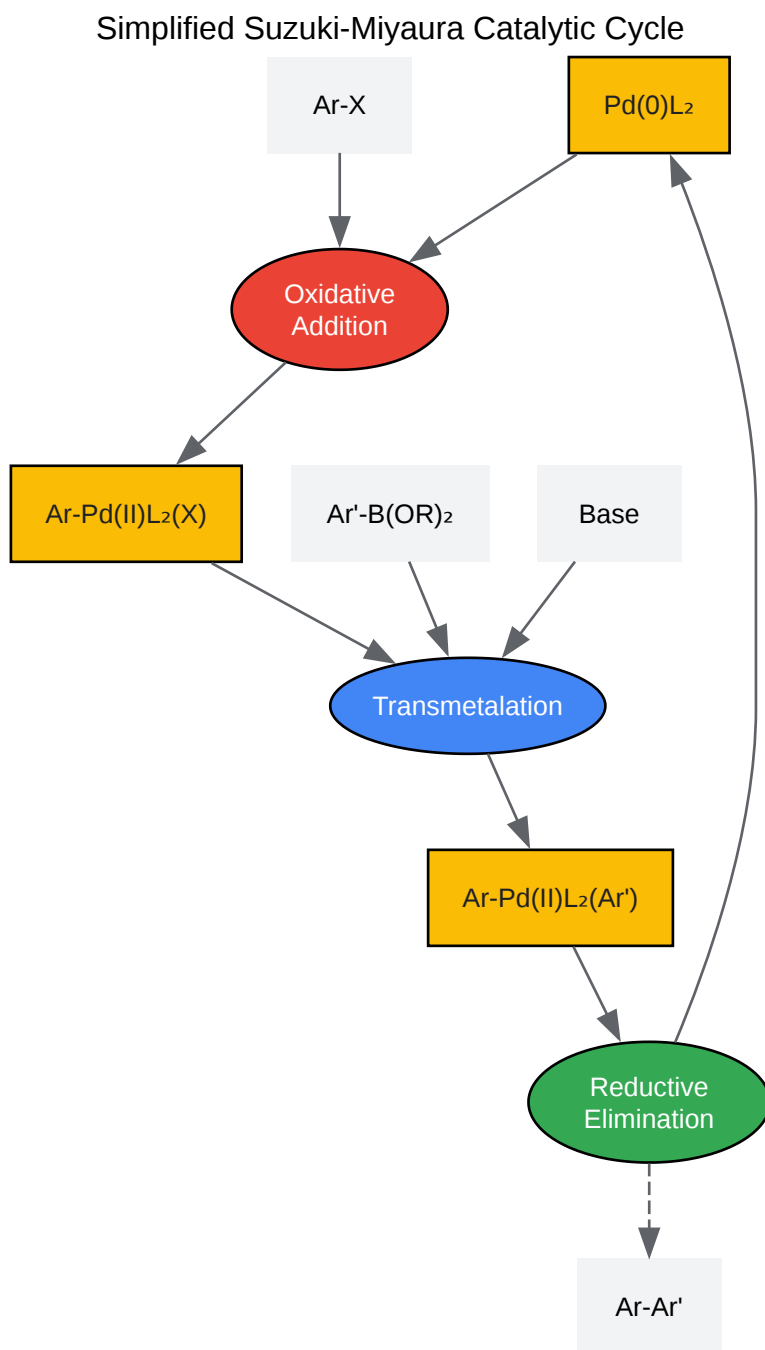 Simplified Suzuki-Miyaura Catalytic Cycle
Ar-X
Pd(0)L₂
Oxidative
Addition
Ar-Pd(II)L₂(X)
Ar'-B(OR)₂
Base
Transmetalation
Ar-Pd(II)L₂(Ar')
Reductive
Elimination
Ar-Ar'